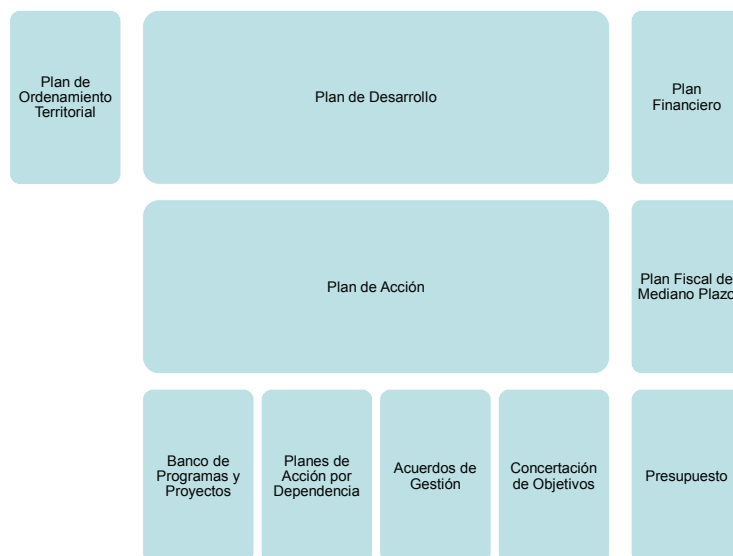 Plan de
Ordenamiento
Territorial
Plan de Desarrollo
Plan
Financiero
Plan de Acción
Plan Fiscal de
Mediano Plazo
Banco de
Programas y
Proyectos
Planes de
Acción por
Dependencia
Acuerdos de
Gestión
Concertación
de Objetivos
Presupuesto